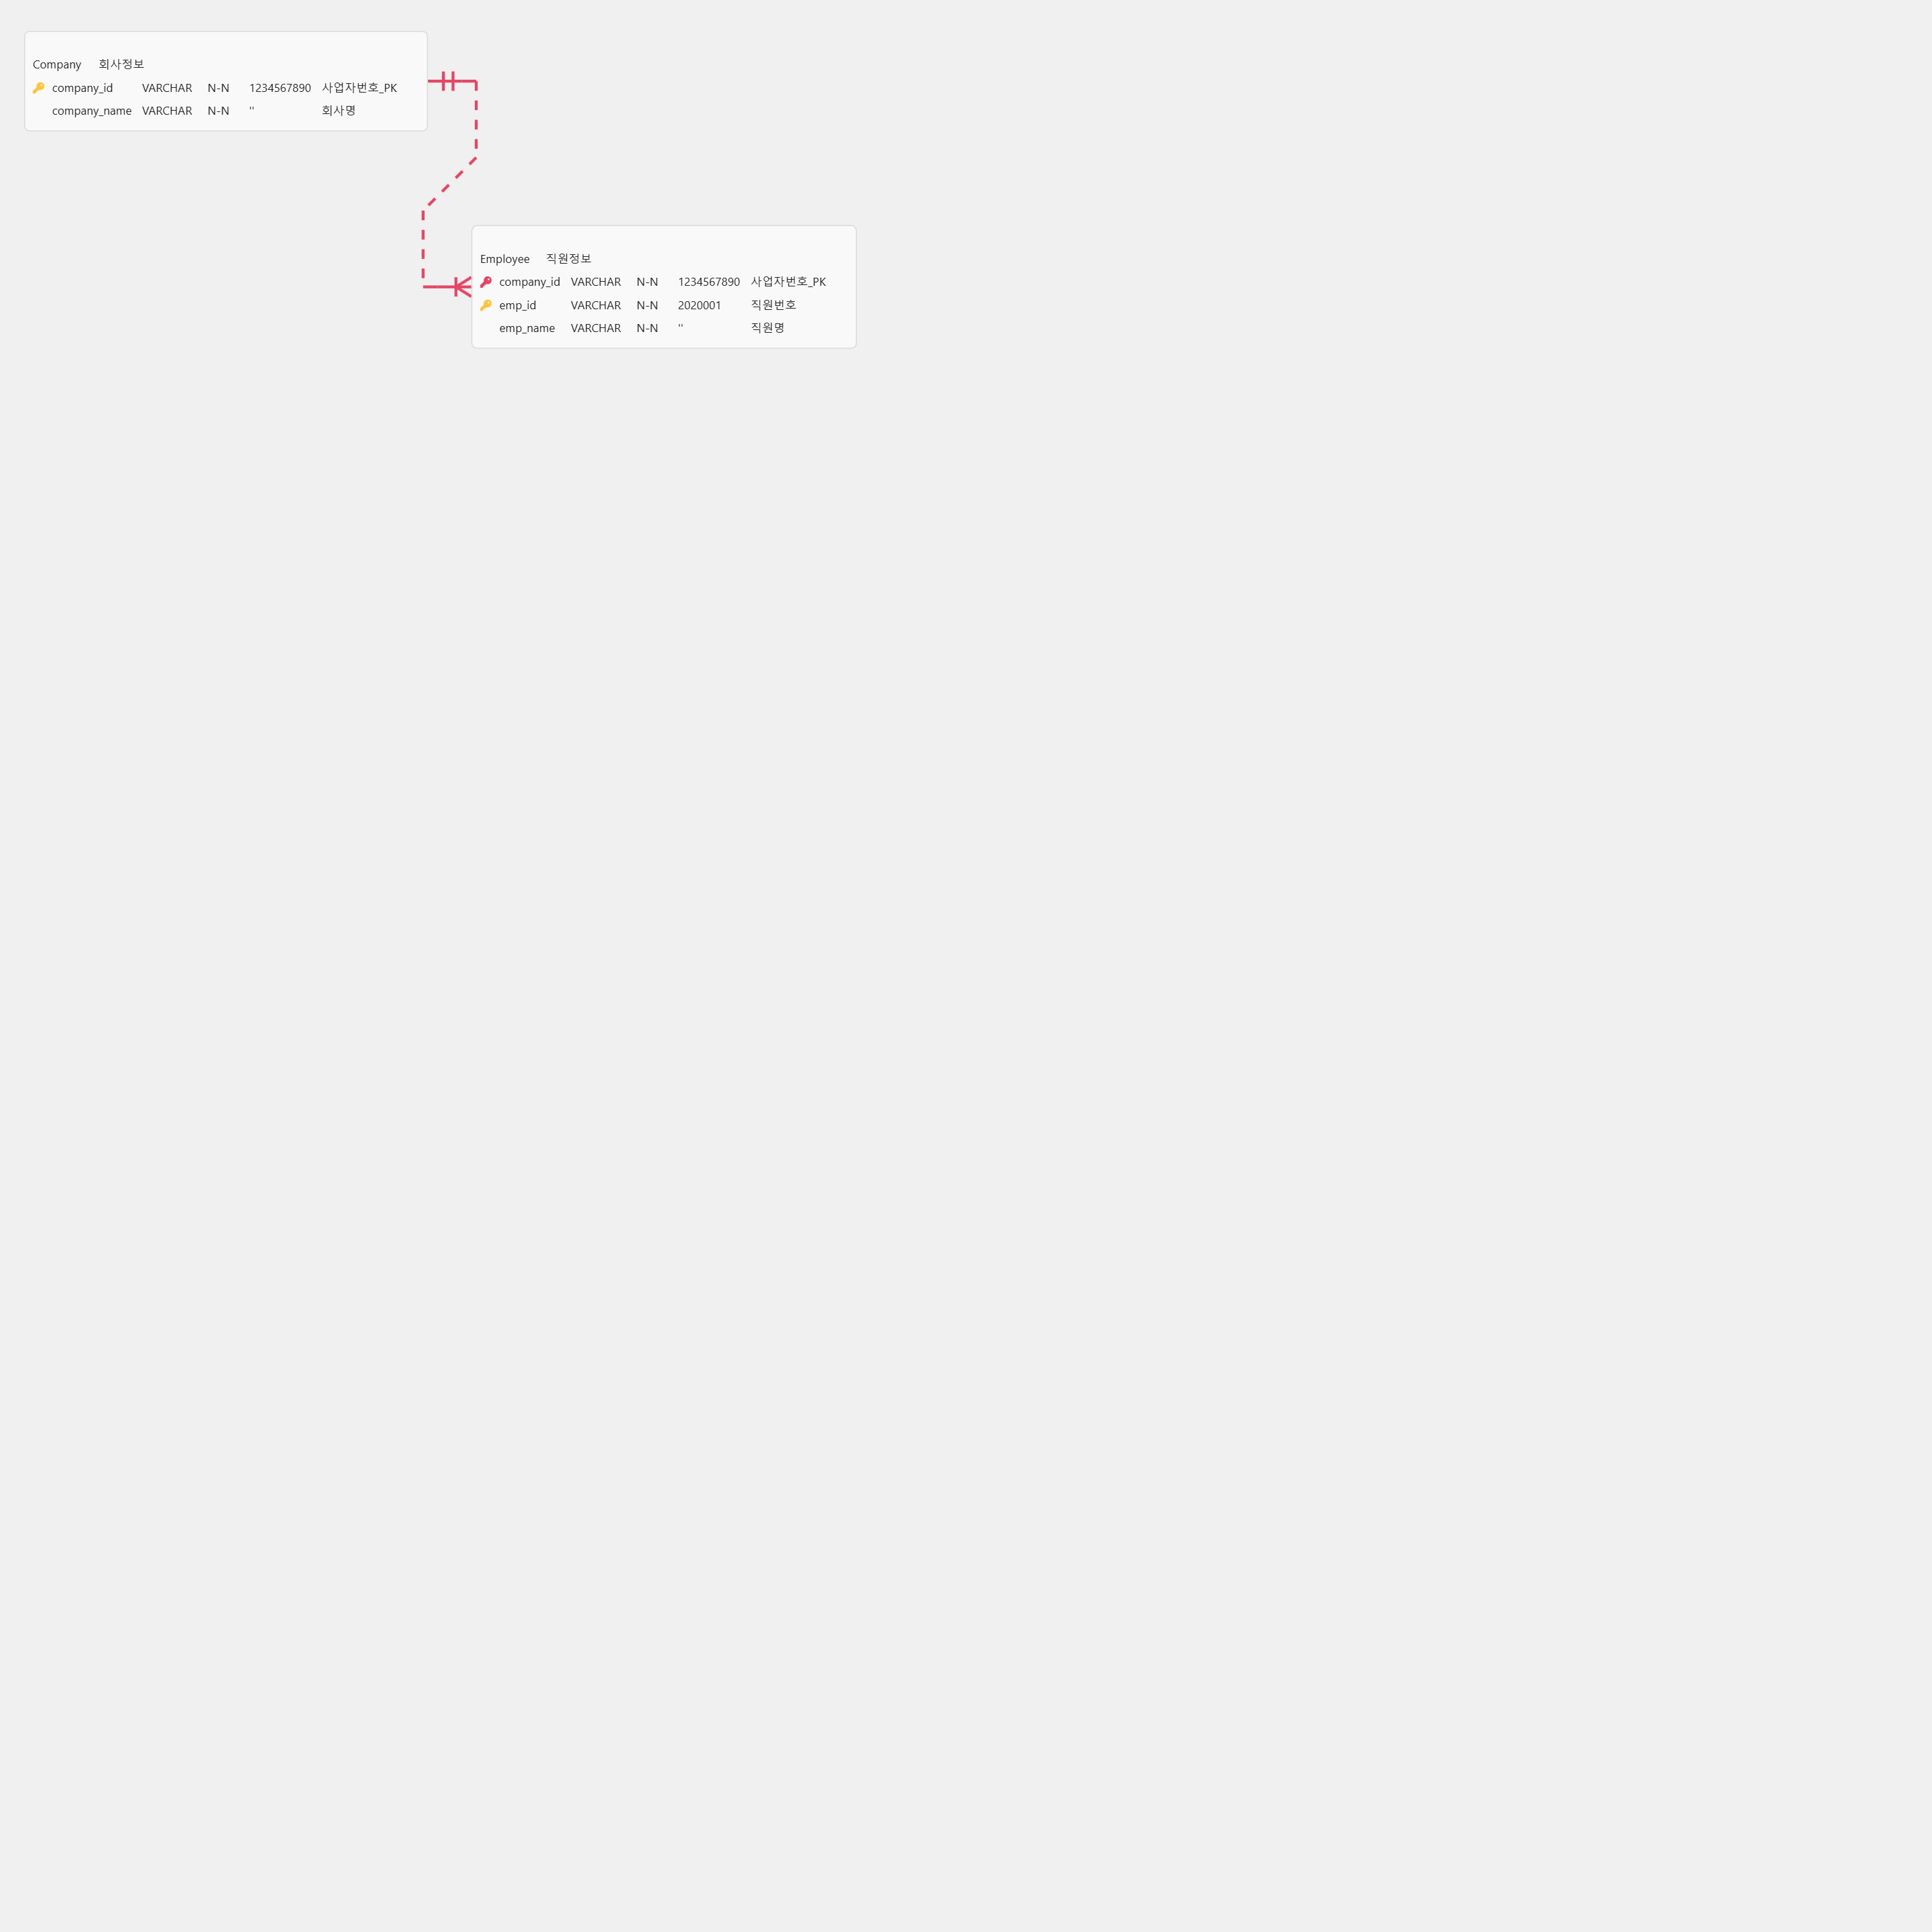 Company 회사정보
company_id VARCHAR N-N 1234567890 사업자번호_PK
company_name VARCHAR N-N '' 회사명
Employee 직원정보
company_id VARCHAR N-N 1234567890 사업자번호_PK
emp_id VARCHAR N-N 2020001 직원번호
emp_name VARCHAR N-N '' 직원명